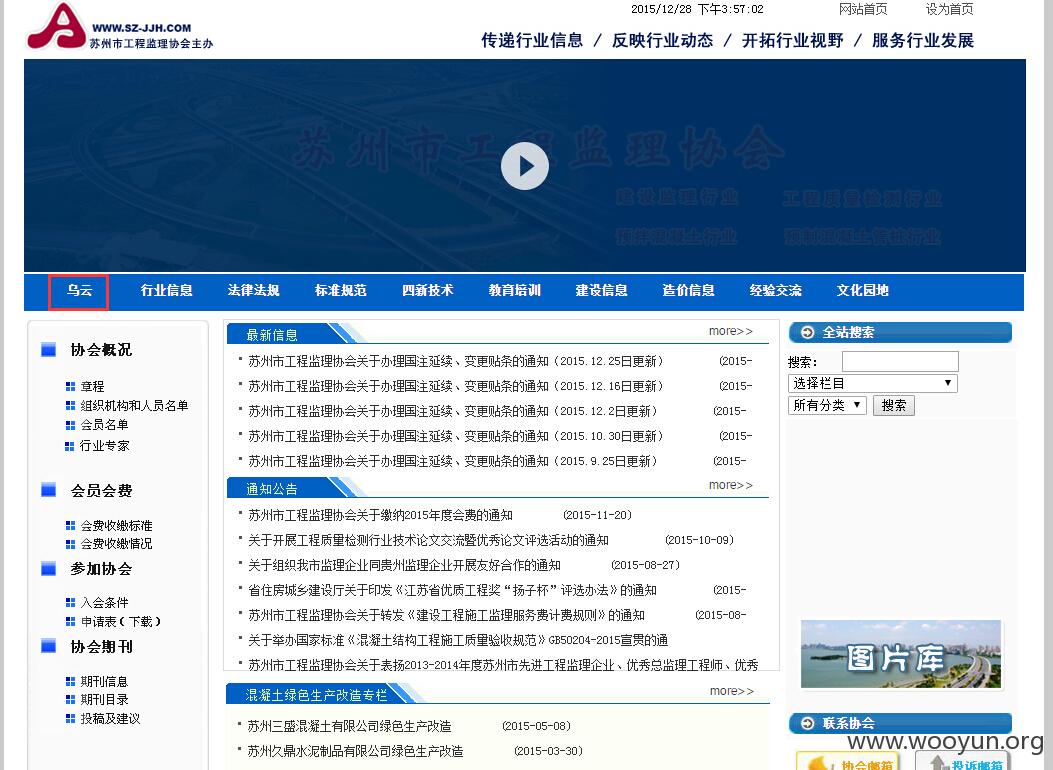 2015/12/28 下午3:57:02 网站首页 设为首页
WWW.SZ-JJH.COM
苏州市工程监理协会主办
传递行业信息 / 反映行业动态 / 开拓行业视野 / 服务行业发展
苏州市工程监理协会
建设监理行业 工程质量检测行业
预拌混凝土行业 预制混凝土管桩行业
乌云 行业信息 法律法规 标准规范 四新技术 教育培训 建设信息 造价信息 经验交流 文化园地
协会概况
章程
组织机构和人员名单
会员名单
行业专家
会员会费
会费收缴标准
会费收缴情况
参加协会
入会条件
申请表(下载)
协会期刊
期刊信息
期刊目录
投稿及建议
最新信息 more>>
苏州市工程监理协会关于办理国注延续、变更贴条的通知(2015.12.25日更新) (2015-
苏州市工程监理协会关于办理国注延续、变更贴条的通知(2015.12.16日更新) (2015-
苏州市工程监理协会关于办理国注延续、变更贴条的通知(2015.12.2日更新) (2015-
苏州市工程监理协会关于办理国注延续、变更贴条的通知(2015.10.30日更新) (2015-
苏州市工程监理协会关于办理国注延续、变更贴条的通知(2015.9.25日更新) (2015-
通知公告 more>>
苏州市工程监理协会关于缴纳2015年度会费的通知 (2015-11-20)
关于开展工程质量检测行业技术论文交流暨优秀论文评选活动的通知 (2015-10-09)
关于组织我市监理企业同贵州监理企业开展友好合作的通知 (2015-08-27)
省住房城乡建设厅关于印发《江苏省优质工程奖“扬子杯”评选办法》的通知 (2015-
苏州市工程监理协会关于转发《建设工程施工监理服务费计费规则》的通知 (2015-08-
关于举办国家标准《混凝土结构工程施工质量验收规范》GB50204-2015宣贯的通
苏州市工程监理协会关于表扬2013-2014年度苏州市先进工程监理企业、优秀总监理工程师、优秀
混凝土绿色生产改造专栏 more>>
苏州三盛混凝土有限公司绿色生产改造 (2015-05-08)
苏州久鼎水泥制品有限公司绿色生产改造 (2015-03-30)
全站搜索
搜索:
选择栏目
所有分类 搜索
图片库
联系协会
协会邮箱 投诉邮箱
www.wooyun.org